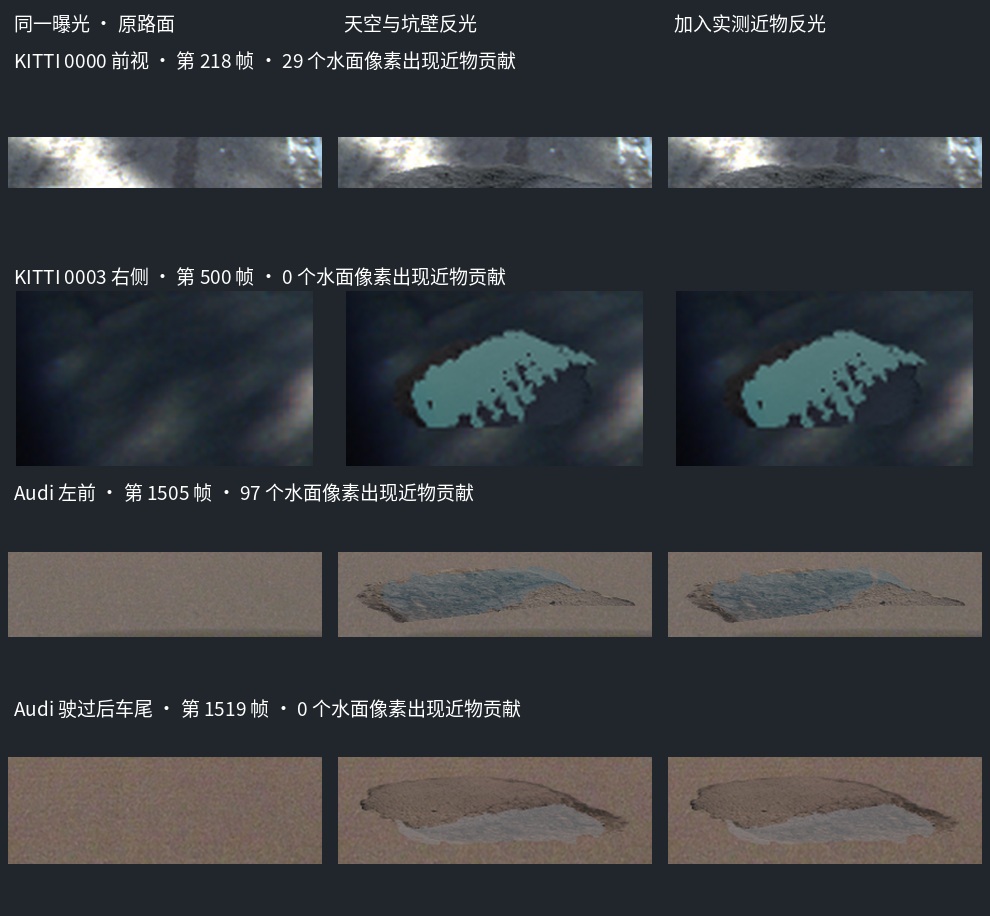 同一曝光 · 原路面
天空与坑壁反光
加入实测近物反光
KITTI 0000 前视 · 第 218 帧 · 29 个水面像素出现近物贡献
KITTI 0003 右侧 · 第 500 帧 · 0 个水面像素出现近物贡献
Audi 左前 · 第 1505 帧 · 97 个水面像素出现近物贡献
Audi 驶过后车尾 · 第 1519 帧 · 0 个水面像素出现近物贡献